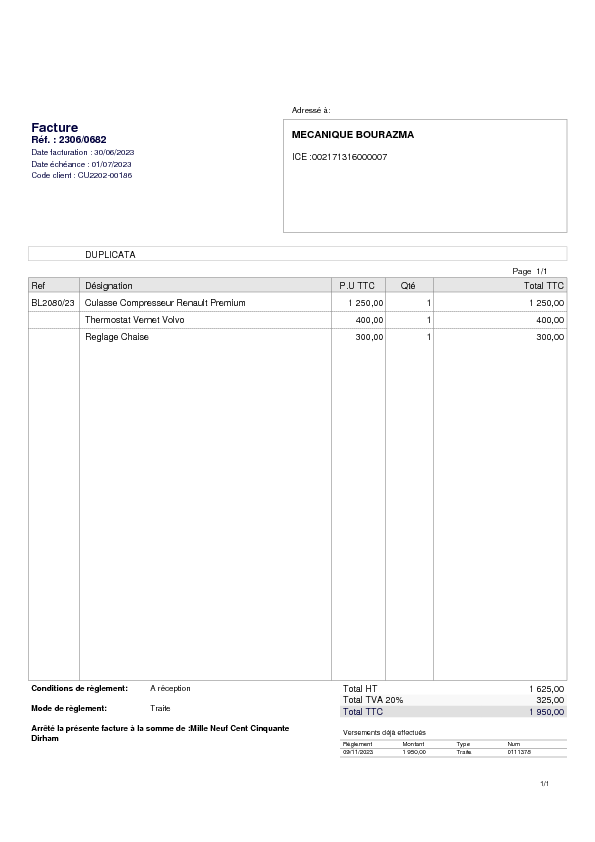 Adressé à:
Facture
Réf. : 2306/0682
Date facturation : 30/06/2023
Date échéance : 01/07/2023
Code client : CU2202-00186
MECANIQUE BOURAZMA
ICE :002171316000007
DUPLICATA
Page 1/1
Ref Désignation P.U TTC Qté Total TTC
BL2080/23 Culasse Compresseur Renault Premium 1 250,00 1 1 250,00
Thermostat Vernet Volvo 400,00 1 400,00
Reglage Chaise 300,00 1 300,00
Conditions de règlement: A réception
Mode de règlement: Traite
Arrêté la présente facture à la somme de :Mille Neuf Cent Cinquante
Dirham
Total HT 1 625,00
Total TVA 20% 325,00
Total TTC 1 950,00
Versements déjà effectués
Règlement Montant Type Num
09/11/2023 1 950,00 Traite 0111378
1/1